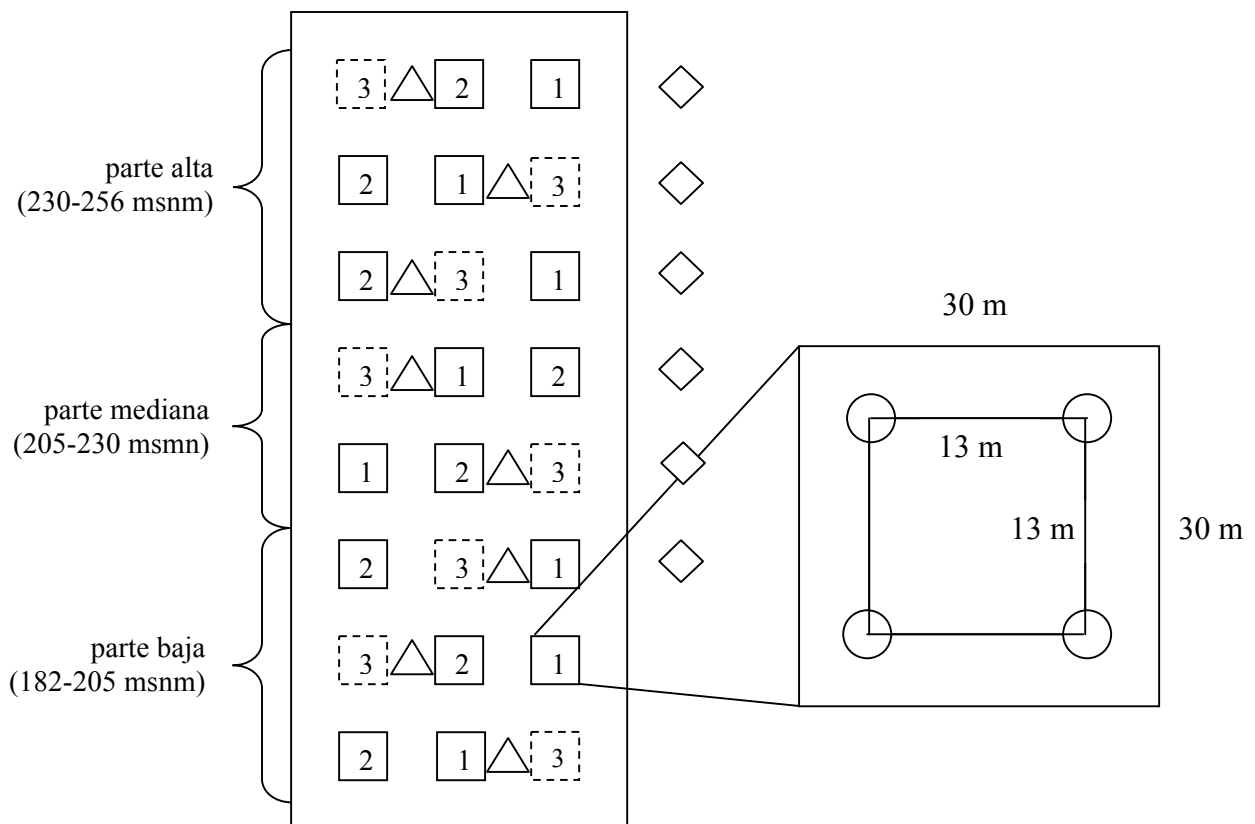 3 2 1
parte alta
(230-256 msnm)
2 1 3
2 3 1
30 m
3 1 2
parte mediana
(205-230 msmn)
13 m
1 2 3
13 m
30 m
2 3 1
parte baja
(182-205 msnm)
3 2 1
2 1 3